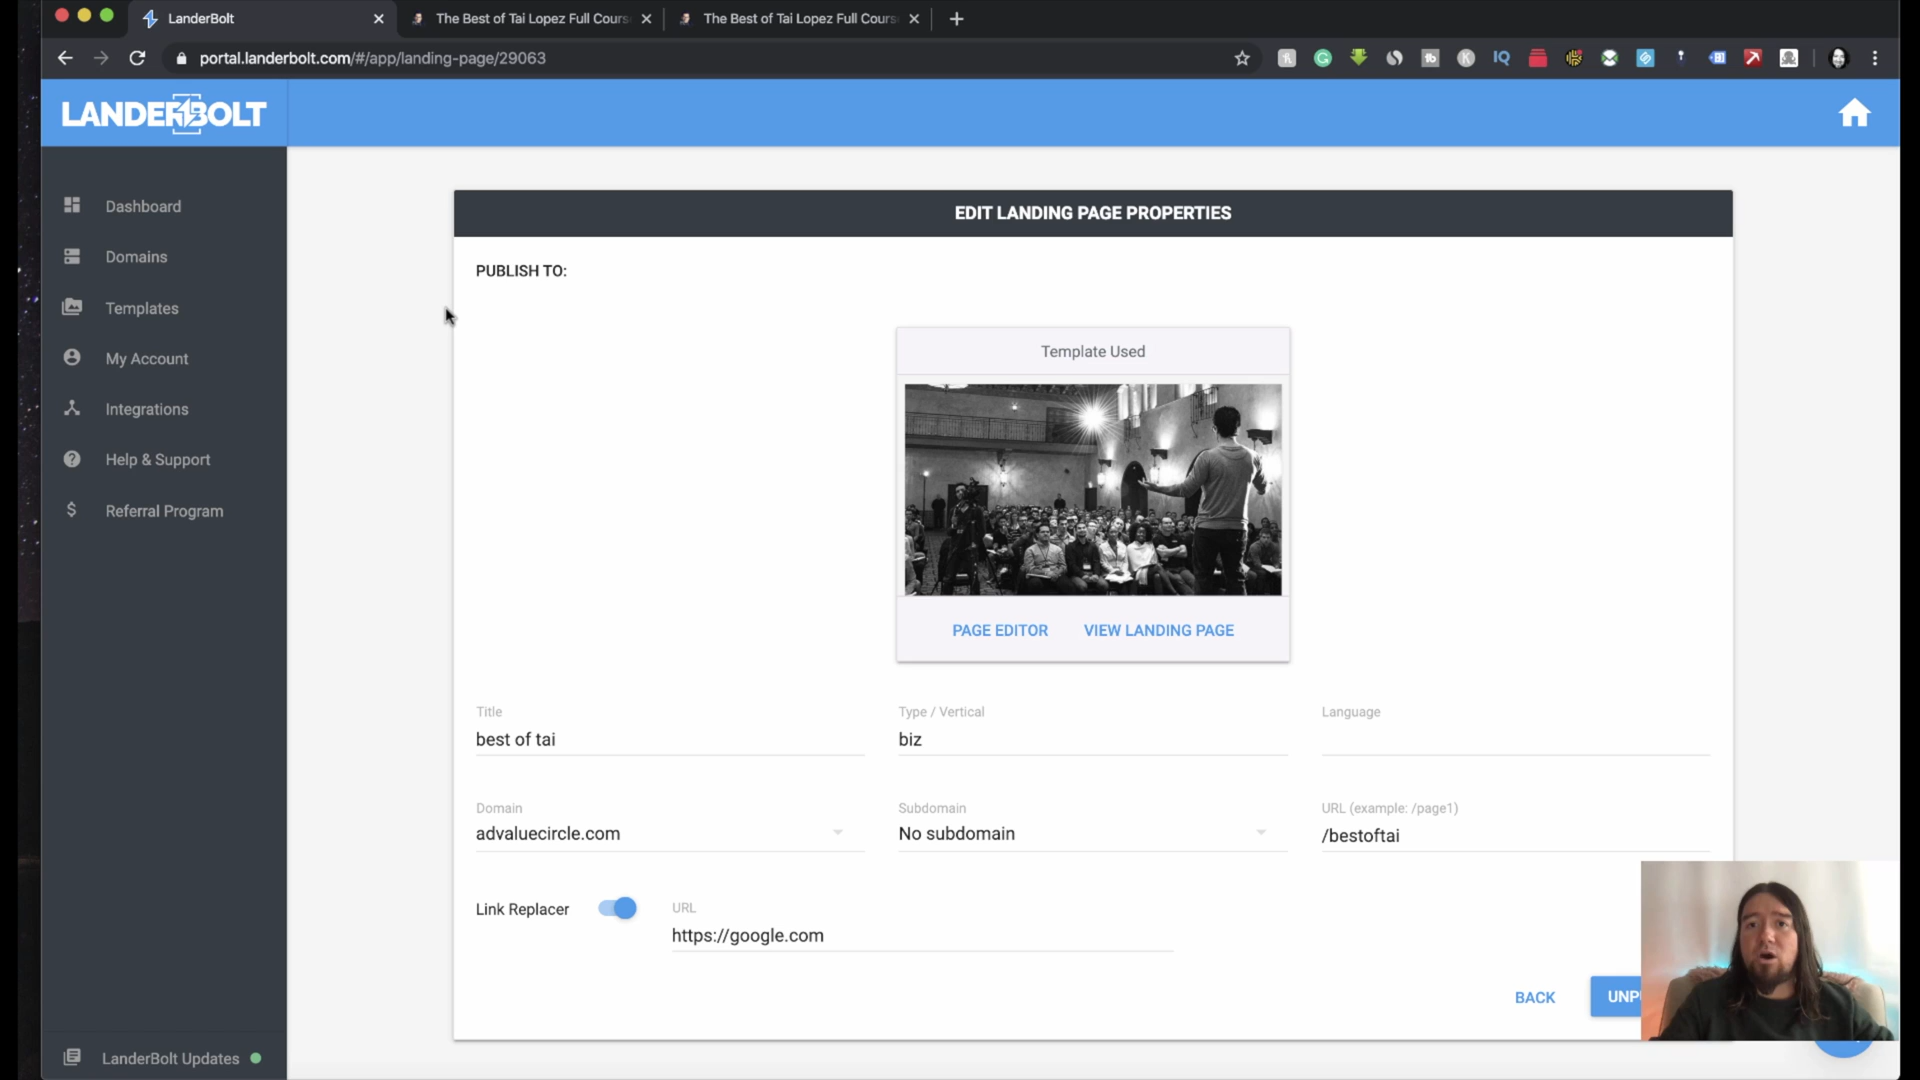 LanderBolt
The Best of Tai Lopez Full Cours
The Best of Tai Lopez Full Cours
portal.landerbolt.com/#/app/landing-page/29063
IQ
LANDERBOLT
Dashboard
Domains
Templates
My Account
Integrations
Help & Support
Referral Program
LanderBolt Updates
EDIT LANDING PAGE PROPERTIES
PUBLISH TO:
Template Used
PAGE EDITOR VIEW LANDING PAGE
Title
best of tai
Type / Vertical
biz
Language
Domain
advaluecircle.com
Subdomain
No subdomain
URL (example: /page1)
/bestoftai
Link Replacer
URL
https://google.com
BACK
UNP